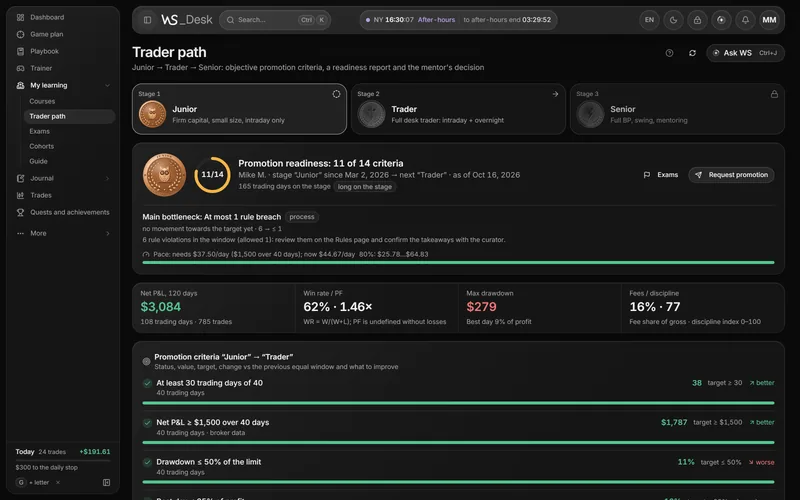 Dashboard
Game plan
Playbook
Trainer
My learning
Courses
Trader path
Exams
Cohorts
Guide
Journal
Trades
Quests and achievements
More
Today 24 trades +$191.61
$300 to the daily stop
G + letter ×
WS_Desk
Search... Ctrl K
NY 16:30:07 After-hours to after-hours end 03:29:52
EN
MM
Trader path
Junior → Trader → Senior: objective promotion criteria, a readiness report and the mentor's decision
Ask WS Ctrl+J
Stage 1
Junior
Firm capital, small size, intraday only
Stage 2
Trader
Full desk trader: intraday + overnight
Stage 3
Senior
Full BP, swing, mentoring
11/14
Promotion readiness: 11 of 14 criteria
Mike M. · stage "Junior" since Mar 2, 2026 → next "Trader" · as of Oct 16, 2026
165 trading days on the stage long on the stage
Exams
Request promotion
Main bottleneck: At most 1 rule breach process
no movement towards the target yet · 6 → ≤ 1
6 rule violations in the window (allowed 1): review them on the Rules page and confirm the takeaways with the curator.
Pace: needs $37.50/day ($1,500 over 40 days); now $44.67/day 80%: $25.78...$64.83
Net P&L, 120 days
$3,084
108 trading days · 785 trades
Win rate / PF
62% · 1.46×
WR = W/(W+L); PF is undefined without losses
Max drawdown
$279
Best day 9% of profit
Fees / discipline
16% · 77
Fee share of gross · discipline index 0–100
Promotion criteria "Junior" → "Trader"
Status, value, target, change vs the previous equal window and what to improve
At least 30 trading days of 40
38 target ≥ 30 ↗ better
40 trading days
Net P&L ≥ $1,500 over 40 days
$1,787 target ≥ $1,500 ↗ better
40 trading days · broker data
Drawdown ≤ 50% of the limit
11% target ≤ 50% ↘ worse
40 trading days